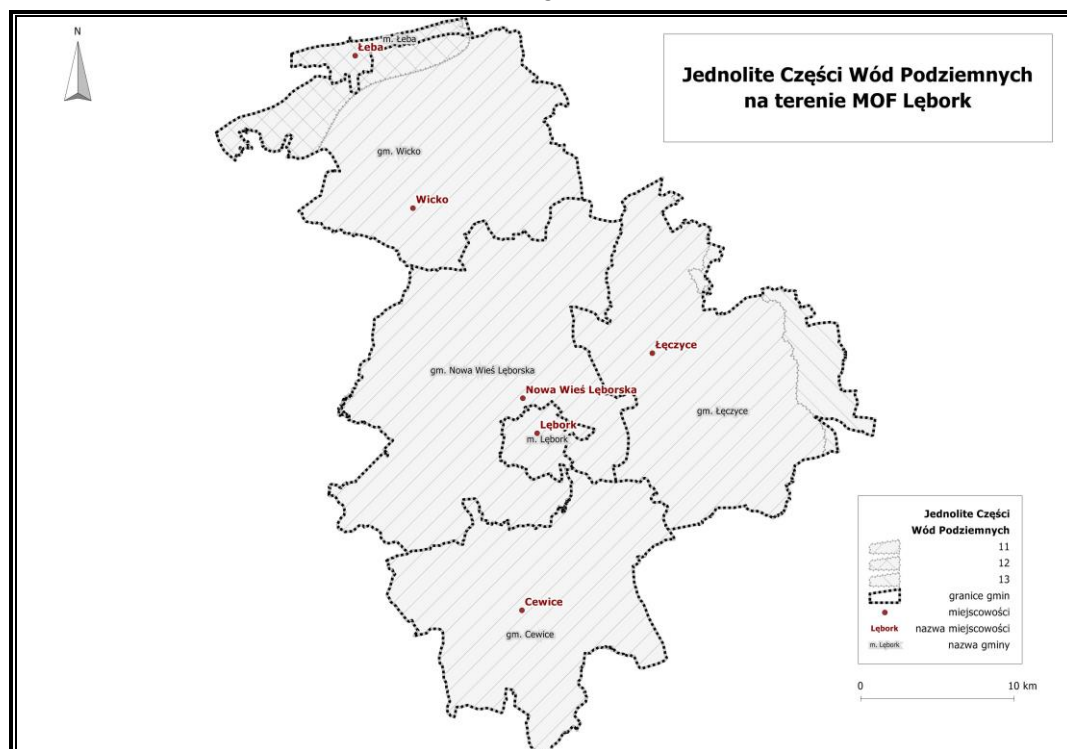 N
Jednolite Części Wód Podziemnych
na terenie MOF Lębork
m. Łeba
Łeba
gm. Wicko
Wicko
Łęczyce
gm. Nowa Wieś Lęborska
Nowa Wieś Lęborska
gm. Łęczyce
Lębork
m. Lębork
Cewice
gm. Cewice
Jednolite Części
Wód Podziemnych
11
12
13
granice gmin
miejscowości
Lębork nazwa miejscowości
m. Lębork nazwa gminy
0 10 km